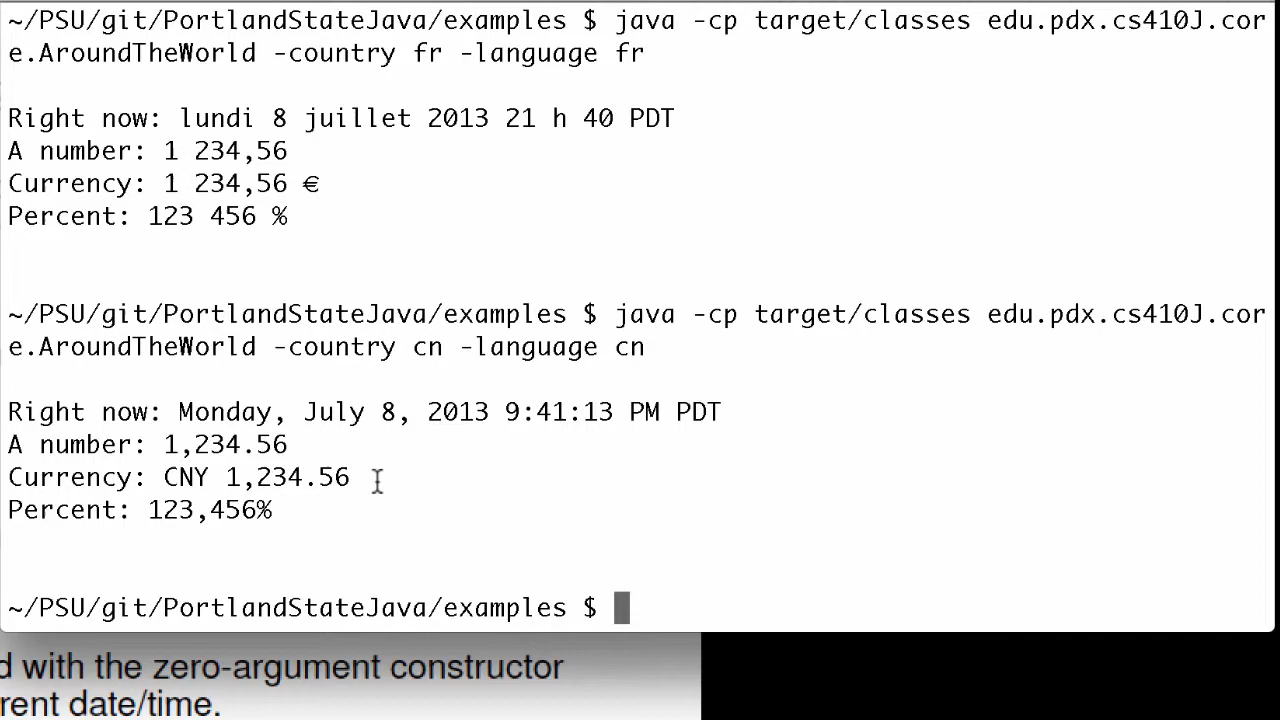 ~/PSU/git/PortlandStateJava/examples $ java -cp target/classes edu.pdx.cs410J.cor
e.AroundTheWorld -country fr -language fr
Right now: lundi 8 juillet 2013 21 h 40 PDT
A number: 1 234,56
Currency: 1 234,56 €
Percent: 123 456 %
~/PSU/git/PortlandStateJava/examples $ java -cp target/classes edu.pdx.cs410J.cor
e.AroundTheWorld -country cn -language cn
Right now: Monday, July 8, 2013 9:41:13 PM PDT
A number: 1,234.56
Currency: CNY 1,234.56
Percent: 123,456%
~/PSU/git/PortlandStateJava/examples $
with the zero-argument constructor
date/time.